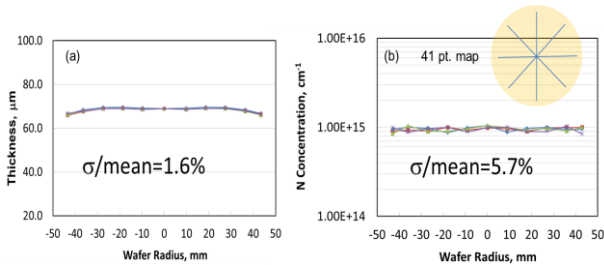 (a)
100.0
80.0
60.0
40.0
20.0
Thickness, μm
σ/mean=1.6%
-50 -40 -30 -20 -10 0 10 20 30 40 50
Wafer Radius, mm
(b) 41 pt. map
1.00E+16
1.00E+15
1.00E+14
N Concentration, cm-1
σ/mean=5.7%
-50 -40 -30 -20 -10 0 10 20 30 40 50
Wafer Radius, mm